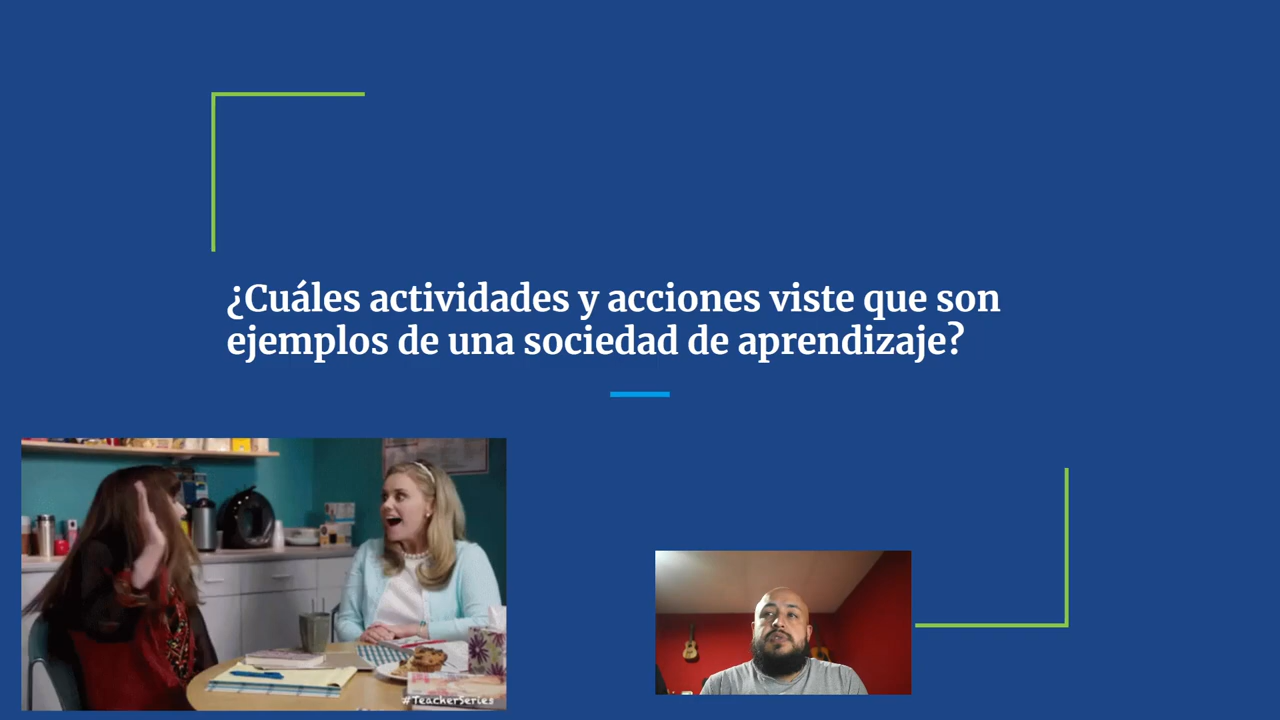 ¿Cuáles actividades y acciones viste que son
ejemplos de una sociedad de aprendizaje?
#TeacherSeries